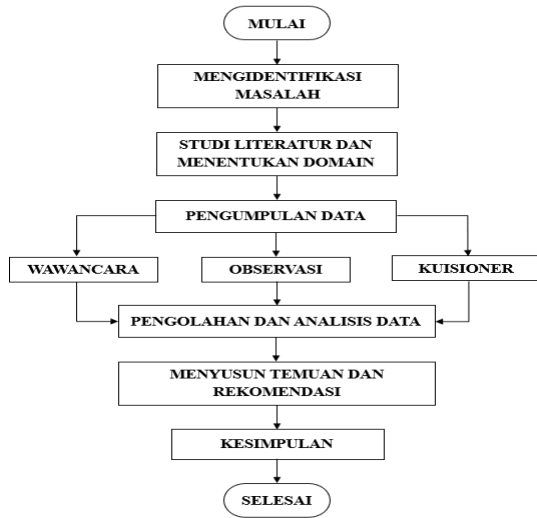 MULAI
MENGIDENTIFIKASI
MASALAH
STUDI LITERATUR DAN
MENENTUKAN DOMAIN
PENGUMPULAN DATA
WAWANCARA
OBSERVASI
KUISIONER
PENGOLAHAN DAN ANALISIS DATA
MENYUSUN TEMUAN DAN
REKOMENDASI
KESIMPULAN
SELESAI